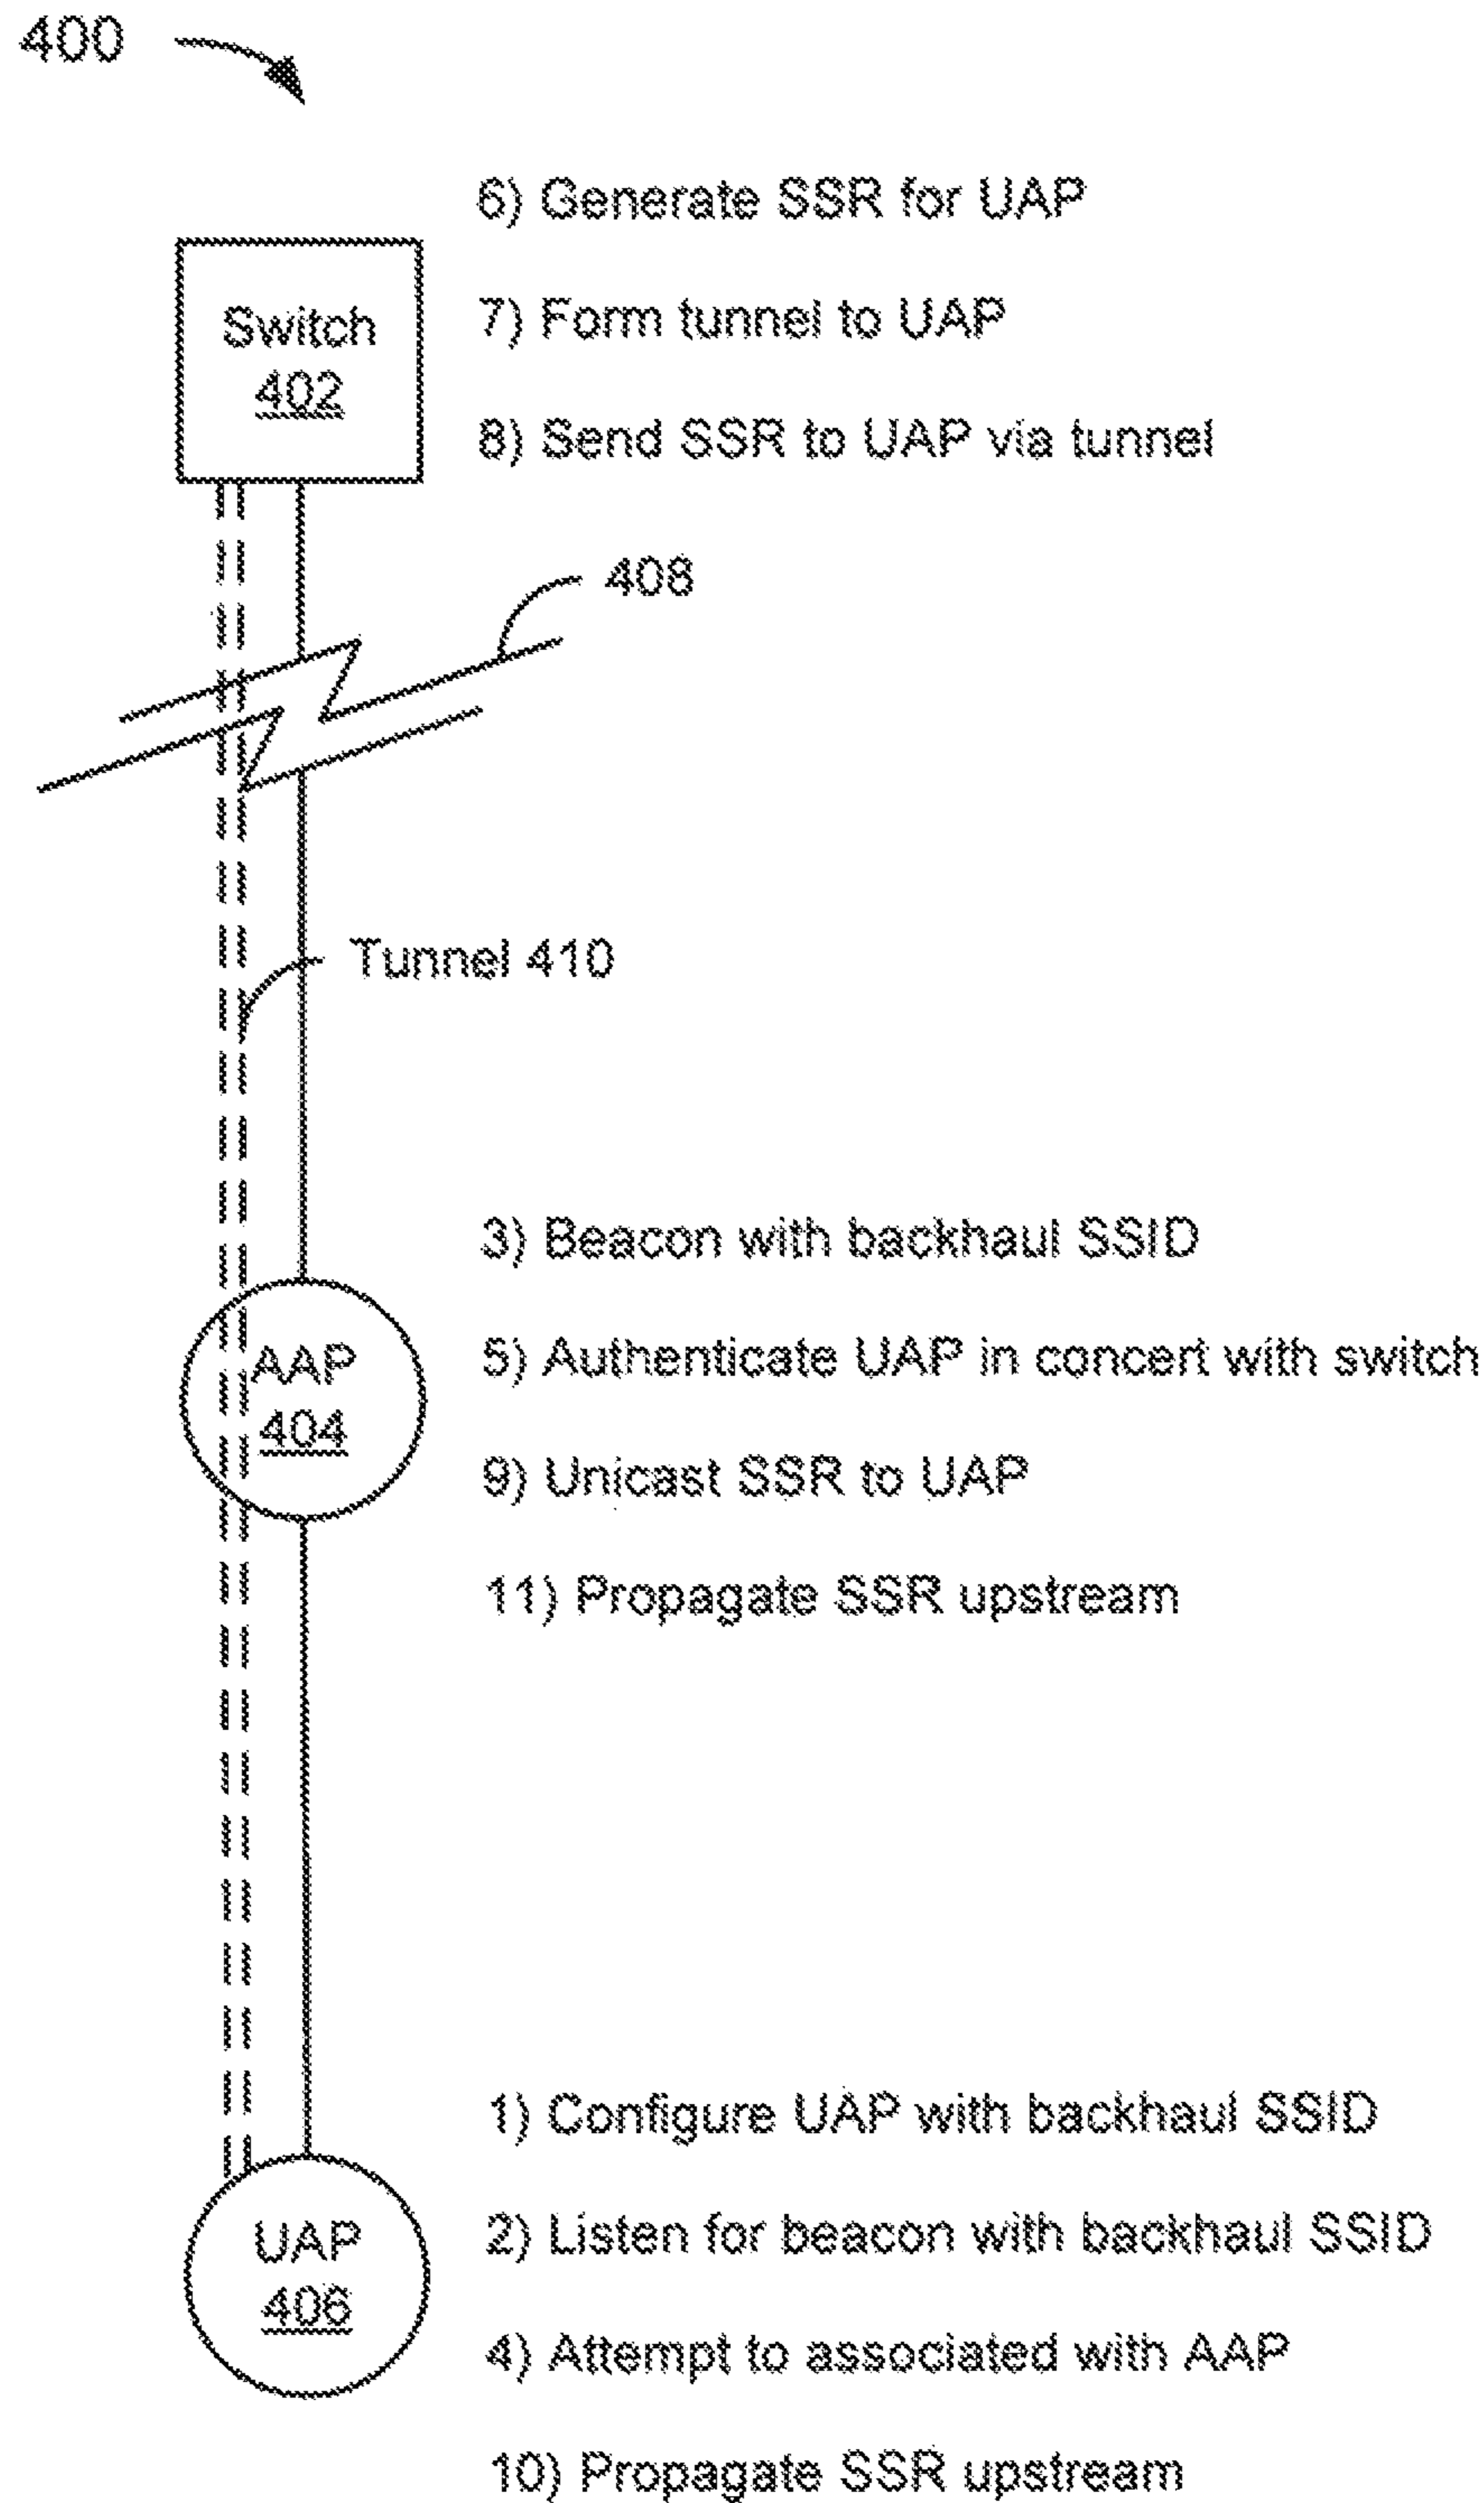 400
6) Generate SSR for UAP
Switch
402
7) Form tunnel to UAP
8) Send SSR to UAP via tunnel
408
Tunnel 410
3) Beacon with backhaul SSID
AAP
404
5) Authenticate UAP in concert with switch
9) Unicast SSR to UAP
11) Propagate SSR upstream
1) Configure UAP with backhaul SSID
UAP
406
2) Listen for beacon with backhaul SSID
4) Attempt to associated with AAP
10) Propagate SSR upstream